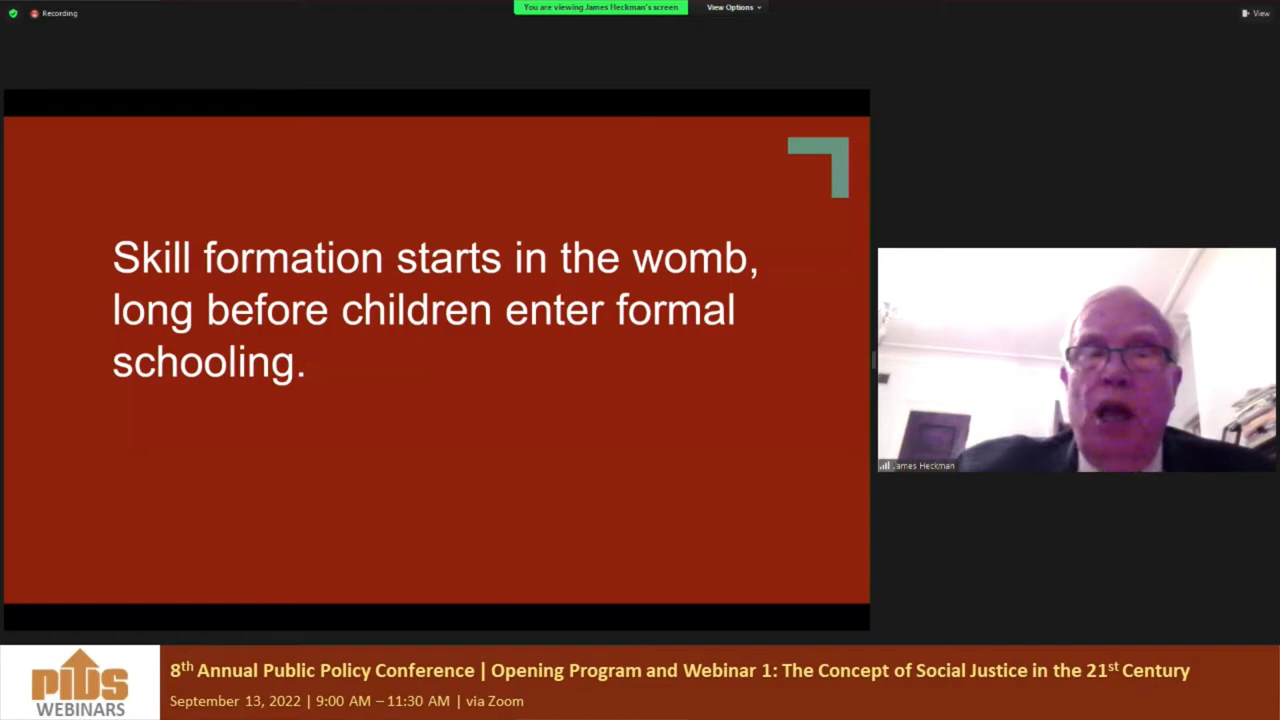 Recording
You are viewing James Heckman's screen
View Options
View
Skill formation starts in the womb,
long before children enter formal
schooling.
James Heckman
PIDS
WEBINARS
8th Annual Public Policy Conference | Opening Program and Webinar 1: The Concept of Social Justice in the 21st Century
September 13, 2022 | 9:00 AM – 11:30 AM | via Zoom